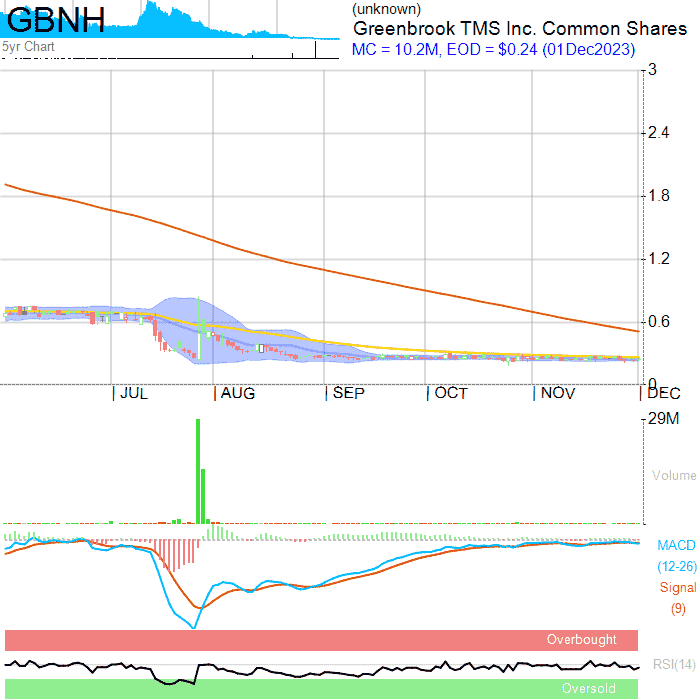 GBNH
(unknown)
Greenbrook TMS Inc. Common Shares
5yr Chart
MC = 10.2M, EOD = $0.24 (01Dec2023)
3
2.4
1.8
1.2
0.6
0
JUL AUG SEP OCT NOV DEC
29M
Volume
MACD
(12-26)
Signal
(9)
Overbought
RSI(14)
Oversold